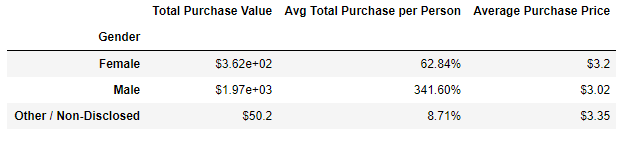 Total Purchase Value Avg Total Purchase per Person Average Purchase Price
Gender
Female $3.62e+02 62.84% $3.2
Male $1.97e+03 341.60% $3.02
Other / Non-Disclosed $50.2 8.71% $3.35